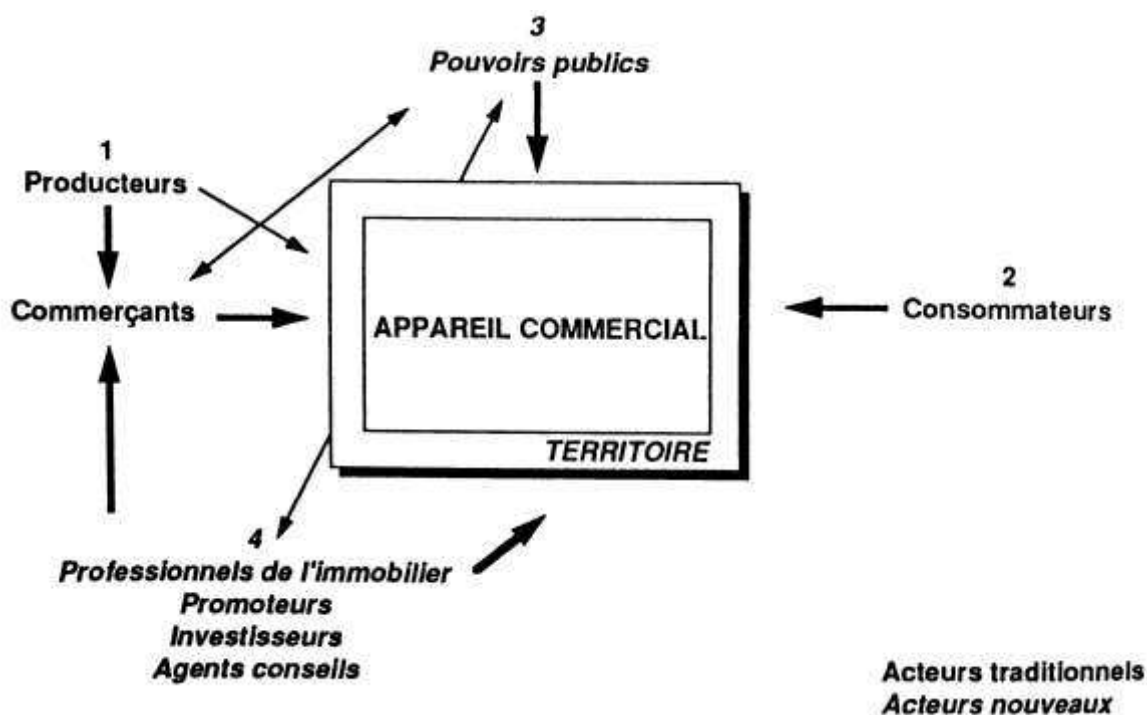 3
Pouvoirs publics
1
Producteurs
Commerçants
2
Consommateurs
APPAREIL COMMERCIAL
TERRITOIRE
4
Professionnels de l'immobilier
Promoteurs
Investisseurs
Agents conseils
Acteurs traditionnels
Acteurs nouveaux